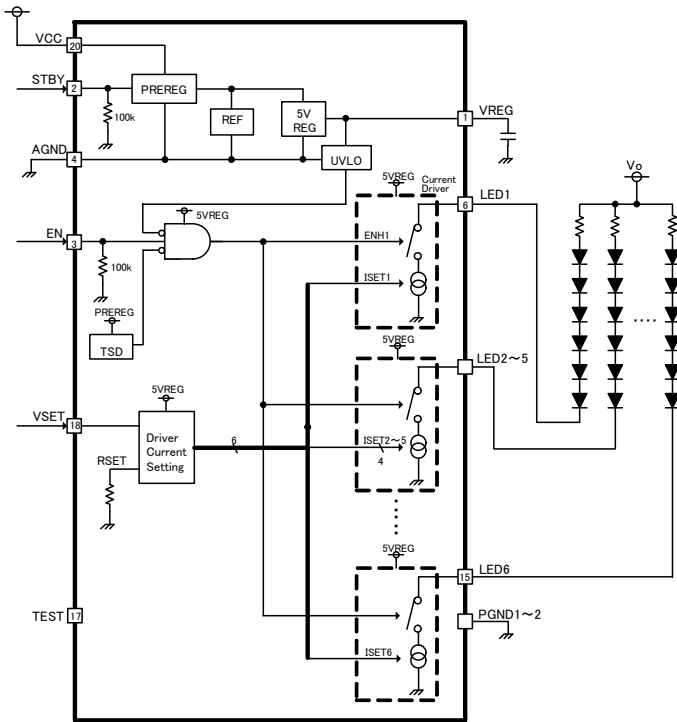 VCC
20
STBY
2
PREREG
100k
REF
5V
REG
1
VREG
AGND
4
UVLO
Vo
5VREG
Current
Driver
LED1
6
5VREG
EN
3
ENH1
100k
ISET1
PREREG
TSD
5VREG
LED2～5
5VREG
VSET
18
Driver
Current
Setting
6
ISET2～5
4
RSET
5VREG
LED6
15
TEST
17
PGND1～2
ISET6